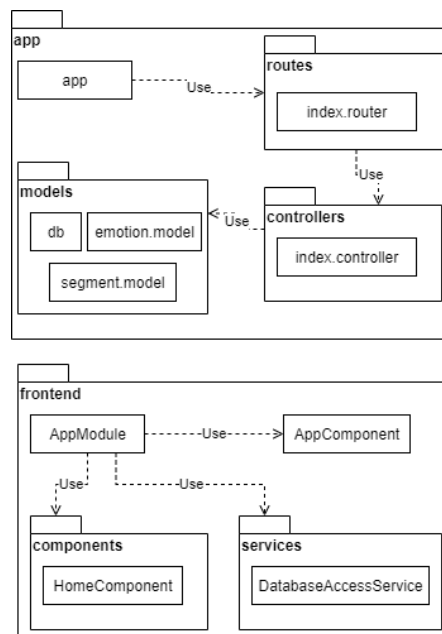 app
app
Use
routes
index.router
Use
models
db
emotion.model
segment.model
Use
controllers
index.controller
frontend
AppModule
Use
AppComponent
Use
Use
components
HomeComponent
services
DatabaseAccessService